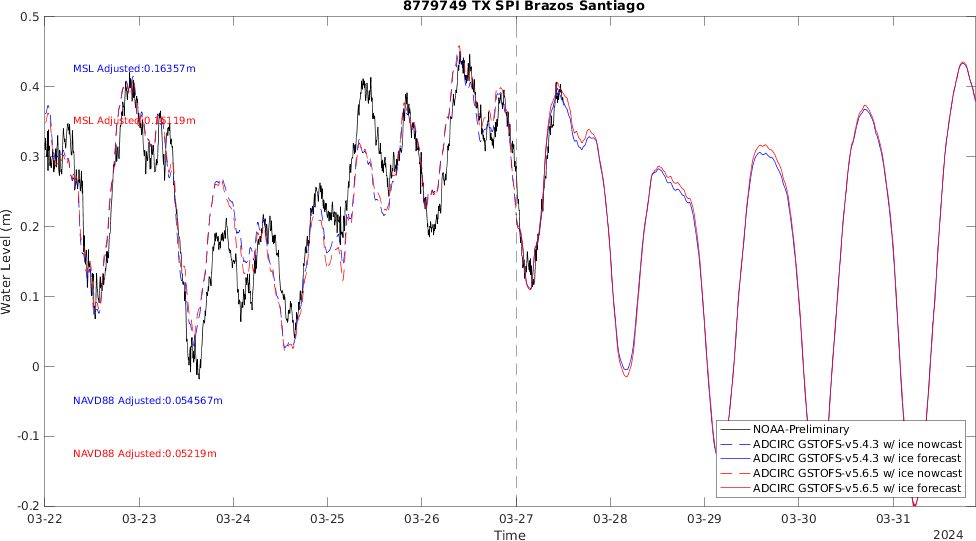 8779749 TX SPI Brazos Santiago
0.5
0.4
0.3
0.2
0.1
0
-0.1
-0.2
Water Level (m)
MSL Adjusted:0.16357m
MSL Adjusted:0.16119m
NAVD88 Adjusted:0.054567m
NAVD88 Adjusted:0.05219m
NOAA-Preliminary
ADCIRC GSTOFS-v5.4.3 w/ ice nowcast
ADCIRC GSTOFS-v5.4.3 w/ ice forecast
ADCIRC GSTOFS-v5.6.5 w/ ice nowcast
ADCIRC GSTOFS-v5.6.5 w/ ice forecast
03-22 03-23 03-24 03-25 03-26 03-27 03-28 03-29 03-30 03-31
Time
2024